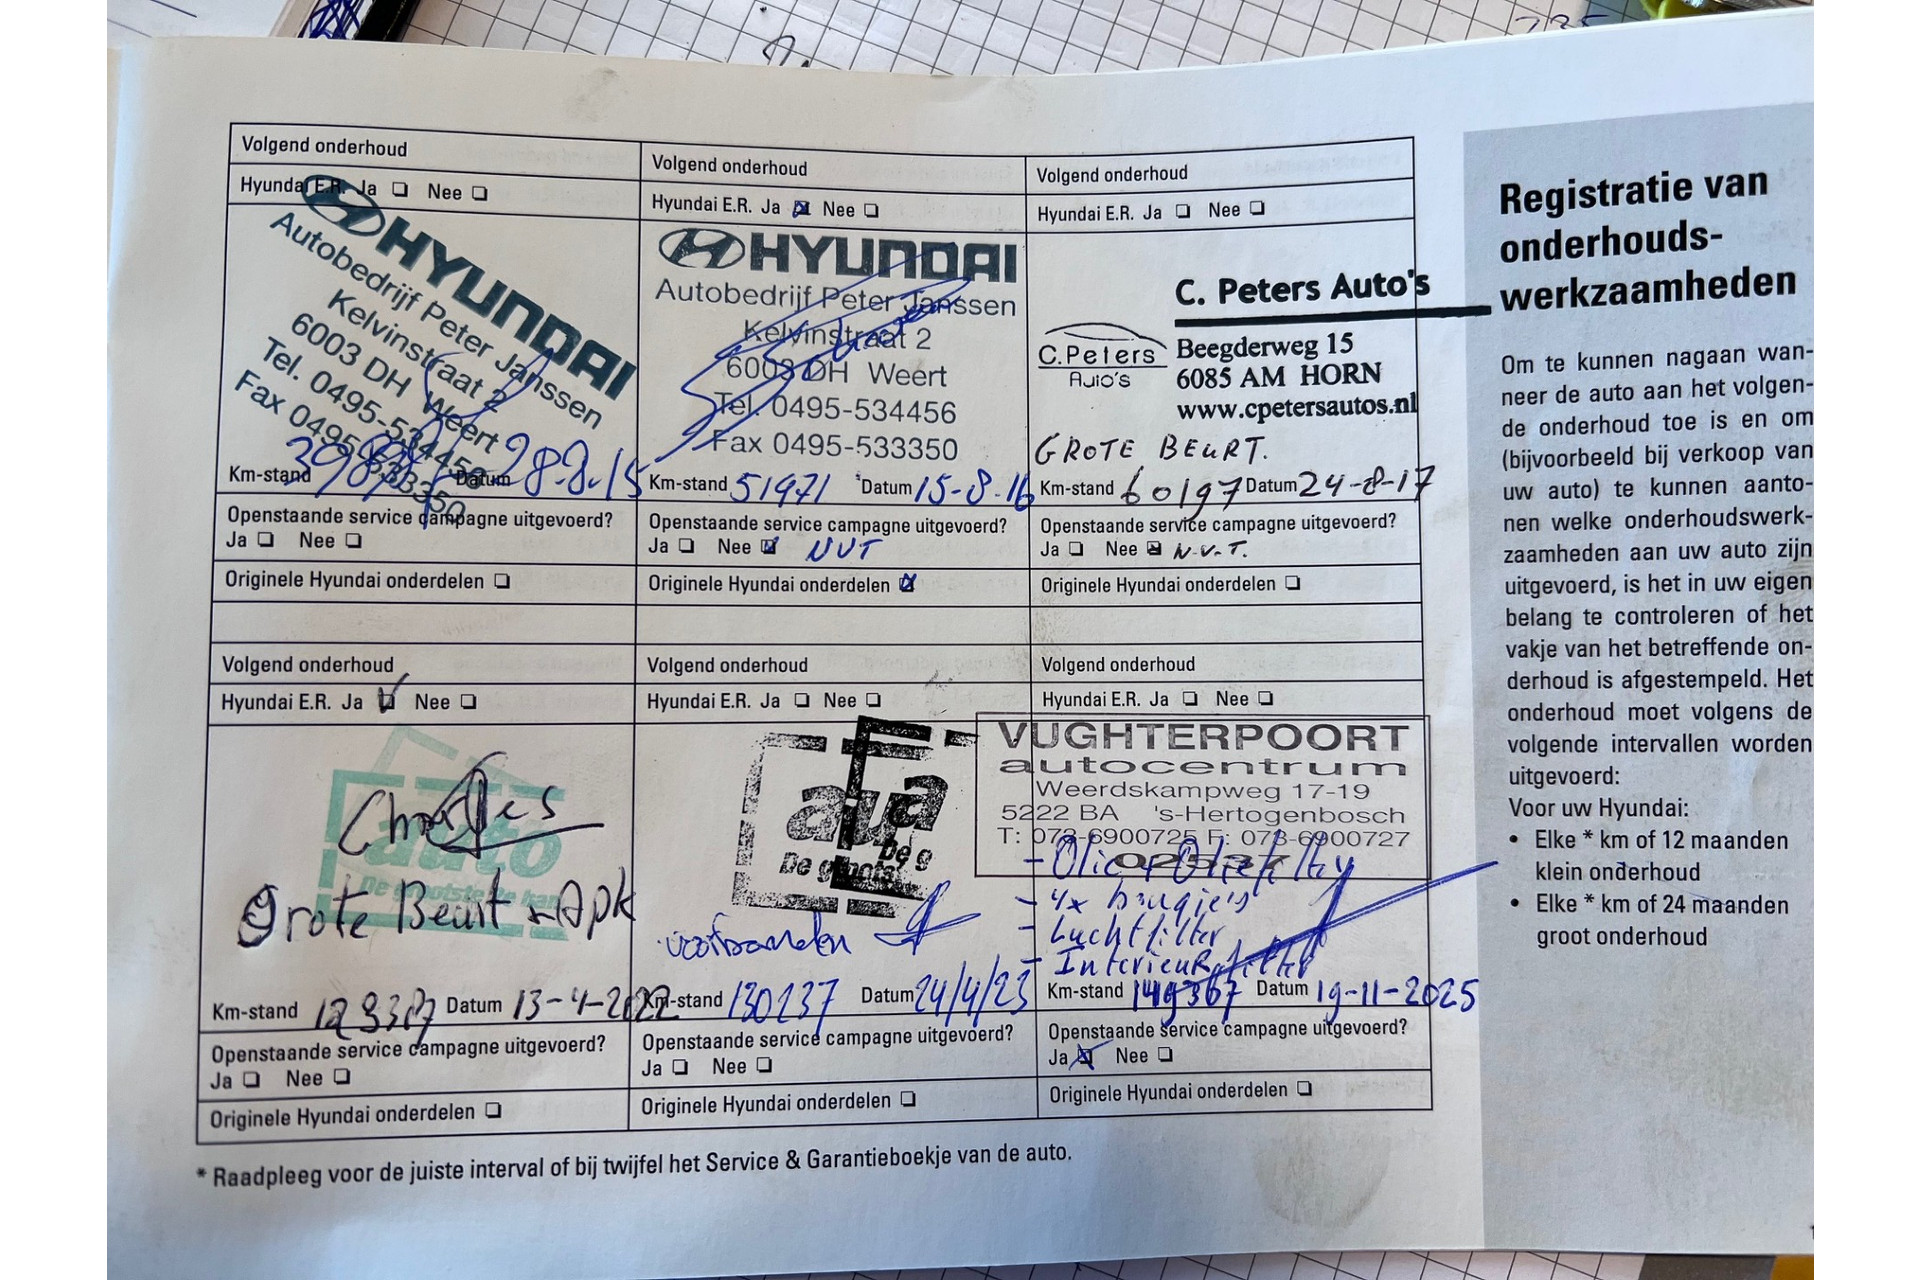 Volgend onderhoud
Hyundai E.R. Ja Nee
HYUNDAI
Autobedrijf Peter Janssen
Kelvinstraat 2
6003 DH Weert
Tel. 0495-534456
Fax 0495-533350
Km-stand Datum 28-8-15
Openstaande service campagne uitgevoerd?
Ja Nee
Originele Hyundai onderdelen
Volgend onderhoud
Hyundai E.R. Ja Nee
HYUNDAI
Autobedrijf Peter Janssen
Kelvinstraat 2
6003 DH Weert
Tel. 0495-534456
Fax 0495-533350
Km-stand 51971 Datum 15-8-16
Openstaande service campagne uitgevoerd?
Ja Nee NVT
Originele Hyundai onderdelen
Volgend onderhoud
Hyundai E.R. Ja Nee
C. Peters Auto's
C.Peters
Auto's
Beegderweg 15
6085 AM HORN
www.cpetersautos.nl
GROTE BEURT.
Km-stand 60197 Datum 24-8-17
Openstaande service campagne uitgevoerd?
Ja Nee N.V.T.
Originele Hyundai onderdelen
Volgend onderhoud
Hyundai E.R. Ja Nee
Charles
auto
De grootste
Grote Beurt + Apk
Km-stand Datum 13-4-2022
Openstaande service campagne uitgevoerd?
Ja Nee
Originele Hyundai onderdelen
Volgend onderhoud
Hyundai E.R. Ja Nee
De g
De grootste
voorbanden
Km-stand 130237 Datum 24/4/23
Openstaande service campagne uitgevoerd?
Ja Nee
Originele Hyundai onderdelen
Volgend onderhoud
Hyundai E.R. Ja Nee
VUGHTERPOORT
autocentrum
Weerdskampweg 17-19
5222 BA 's-Hertogenbosch
T: 073-6900725 F: 073-6900727
- Olie + Oliefilter
- 4x bougie's
- Luchtfilter
- Interieurfilter
Km-stand 149367 Datum 19-11-2025
Openstaande service campagne uitgevoerd?
Ja Nee
Originele Hyundai onderdelen
* Raadpleeg voor de juiste interval of bij twijfel het Service & Garantieboekje van de auto.
Registratie van
onderhouds-
werkzaamheden
Om te kunnen nagaan wan-
neer de auto aan het volgen-
de onderhoud toe is en om
(bijvoorbeeld bij verkoop van
uw auto) te kunnen aanto-
nen welke onderhoudswerk-
zaamheden aan uw auto zijn
uitgevoerd, is het in uw eigen
belang te controleren of het
vakje van het betreffende on-
derhoud is afgestempeld. Het
onderhoud moet volgens de
volgende intervallen worden
uitgevoerd:
Voor uw Hyundai:
• Elke * km of 12 maanden
klein onderhoud
• Elke * km of 24 maanden
groot onderhoud